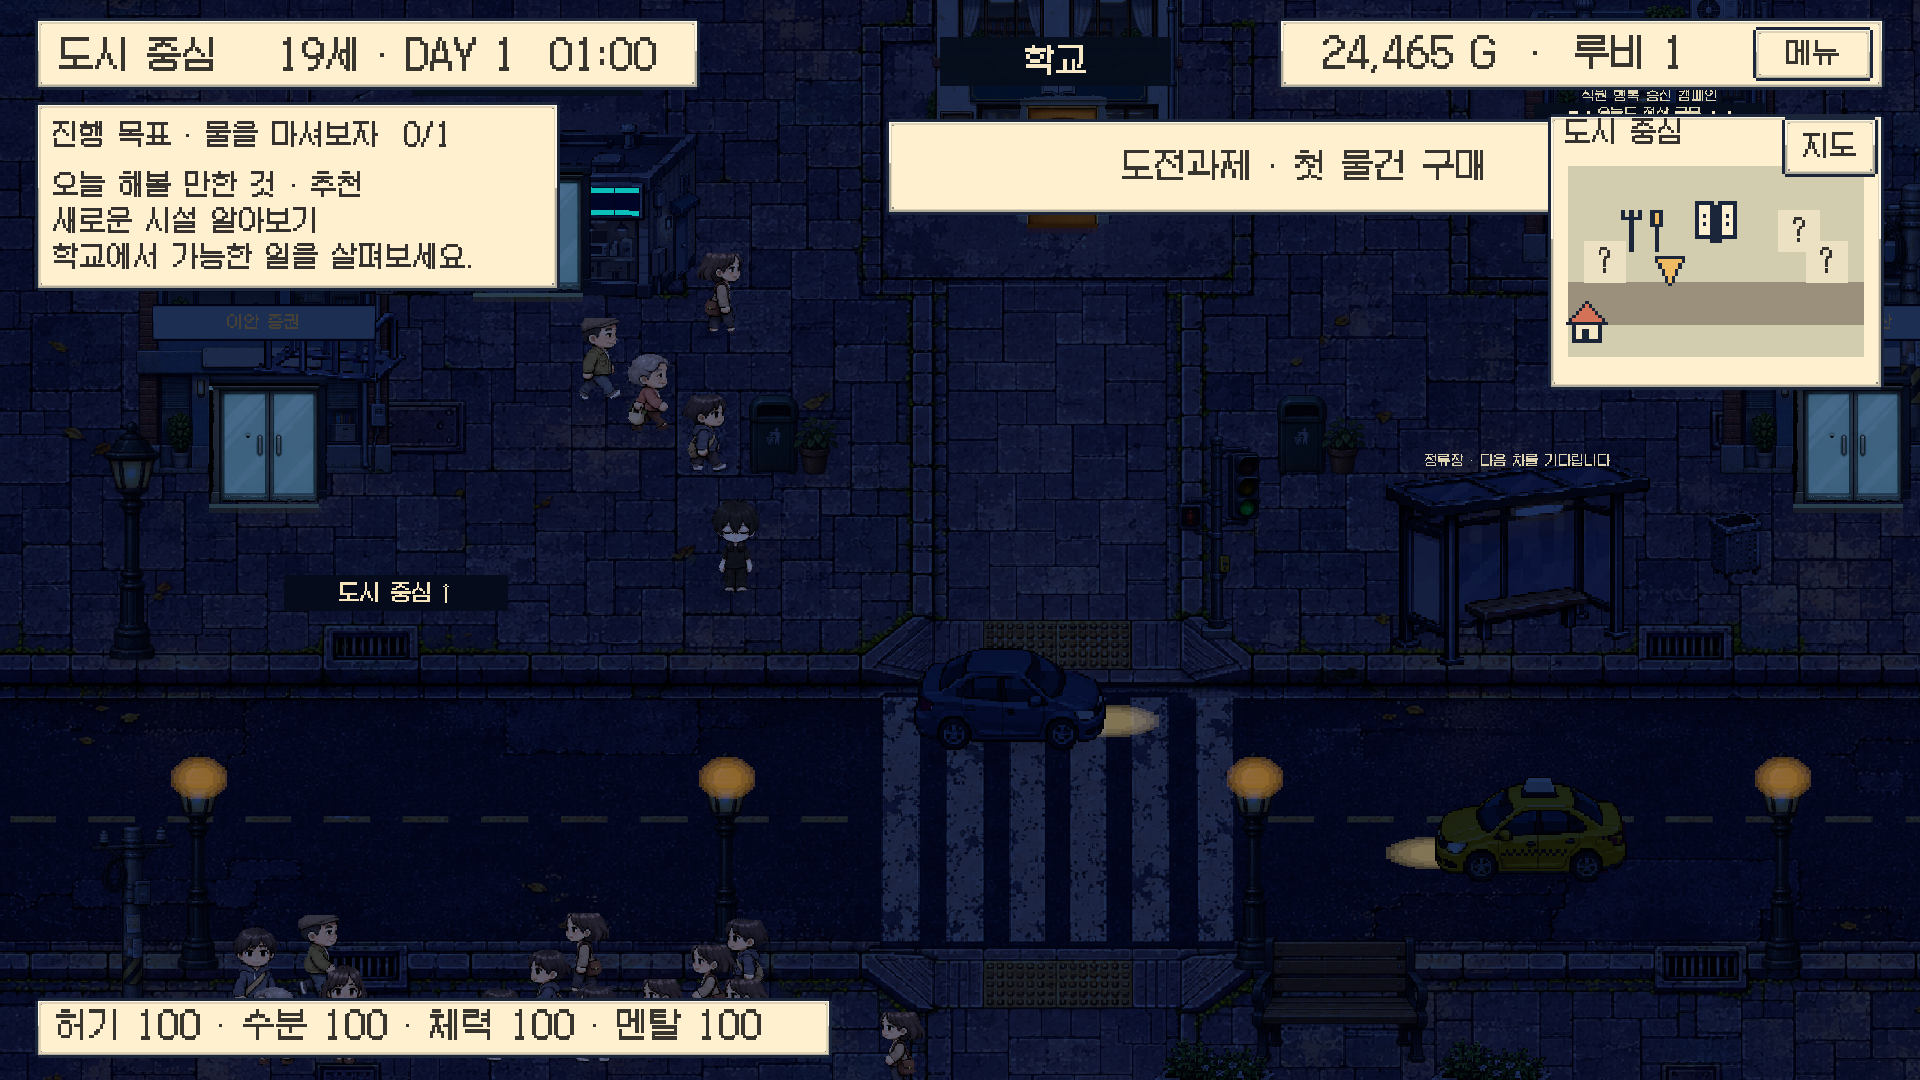 도시 중심 19세 · DAY 1 01:00
학교
24,465 G · 루비 1
메뉴
직원 행복 증진 캠페인
진행 목표 · 물을 마셔보자 0/1
오늘 해볼 만한 것 · 추천
새로운 시설 알아보기
학교에서 가능한 일을 살펴보세요.
도전과제 · 첫 물건 구매
도시 중심
지도
?
?
?
이안 증권
정류장 · 다음 차를 기다립니다
도시 중심 ↑
허기 100 · 수분 100 · 체력 100 · 멘탈 100